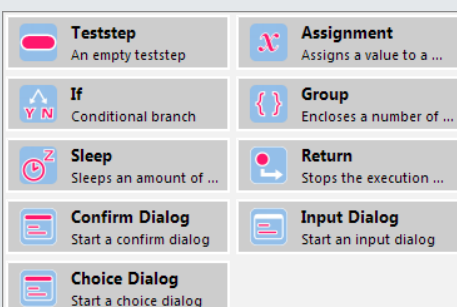 Teststep
An empty teststep
Assignment
Assigns a value to a ...
If
Conditional branch
Group
Encloses a number of ...
Sleep
Sleeps an amount of ...
Return
Stops the execution ...
Confirm Dialog
Start a confirm dialog
Input Dialog
Start an input dialog
Choice Dialog
Start a choice dialog
x
Y N
{ }
Z